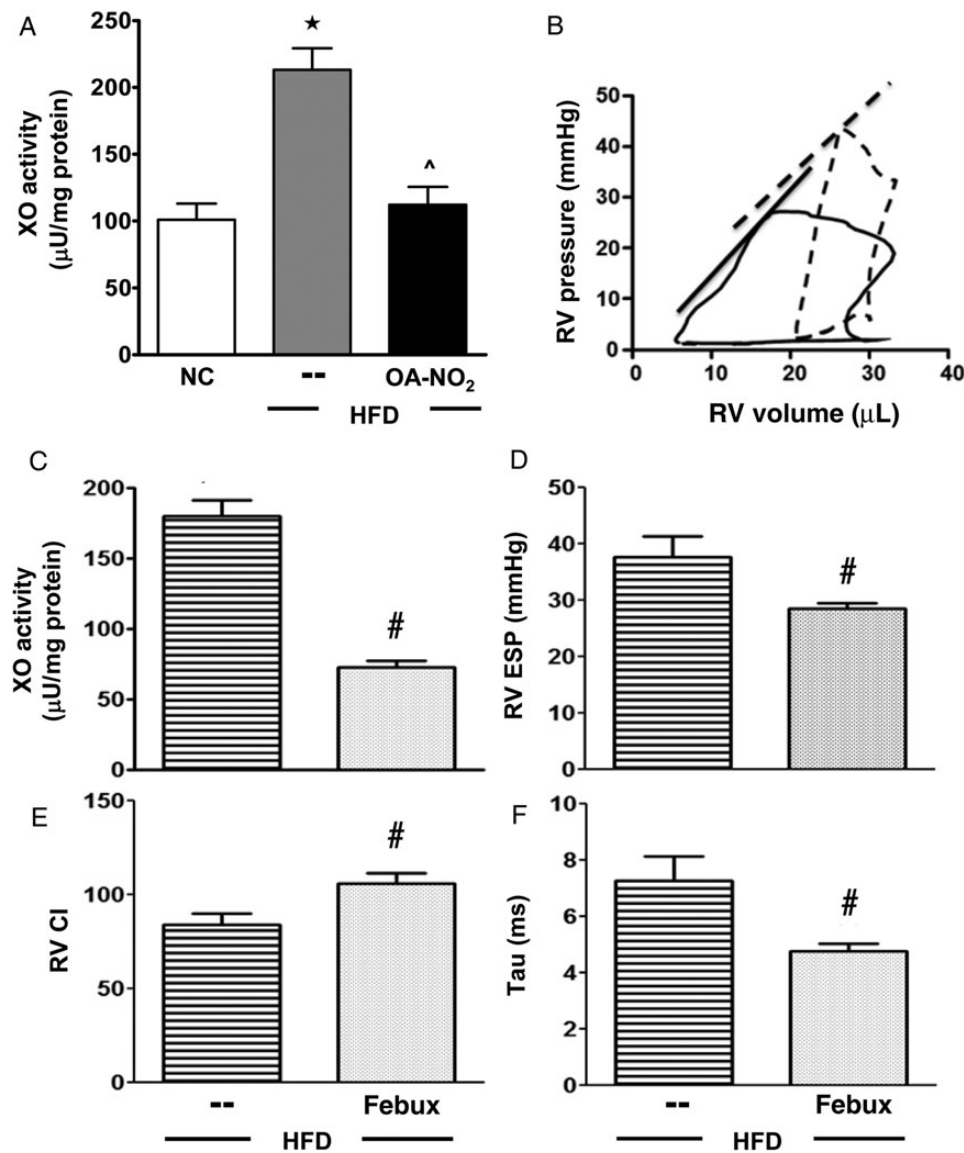 A
XO activity
(μU/mg protein)
250
200
150
100
50
0
★
^
NC
--
OA-NO₂
HFD
B
RV pressure (mmHg)
50
40
30
20
10
0
0 10 20 30 40
RV volume (μL)
C
XO activity
(μU/mg protein)
200
150
100
50
0
#
D
RV ESP (mmHg)
50
40
30
20
10
0
#
E
RV CI
150
100
50
0
#
-- Febux
HFD
F
Tau (ms)
10
8
6
4
2
0
#
-- Febux
HFD